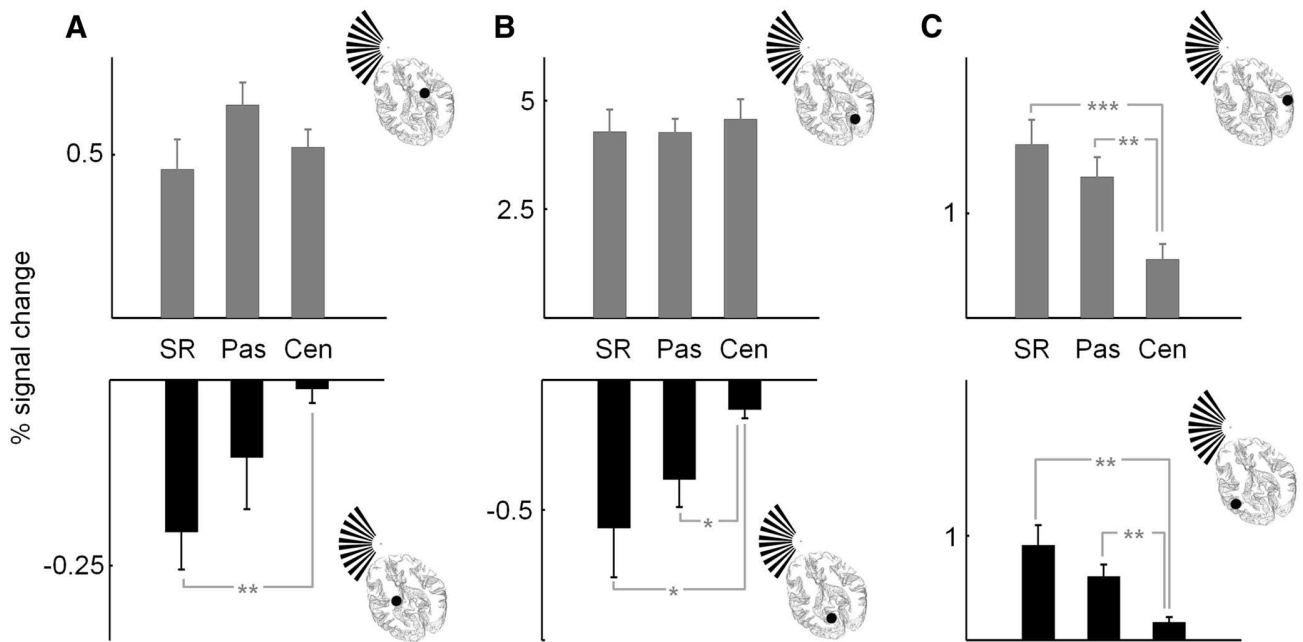 A
0.5
SR Pas Cen
-0.25
**
B
5
2.5
SR Pas Cen
-0.5
*
*
C
***
**
1
SR Pas Cen
**
1
**
% signal change